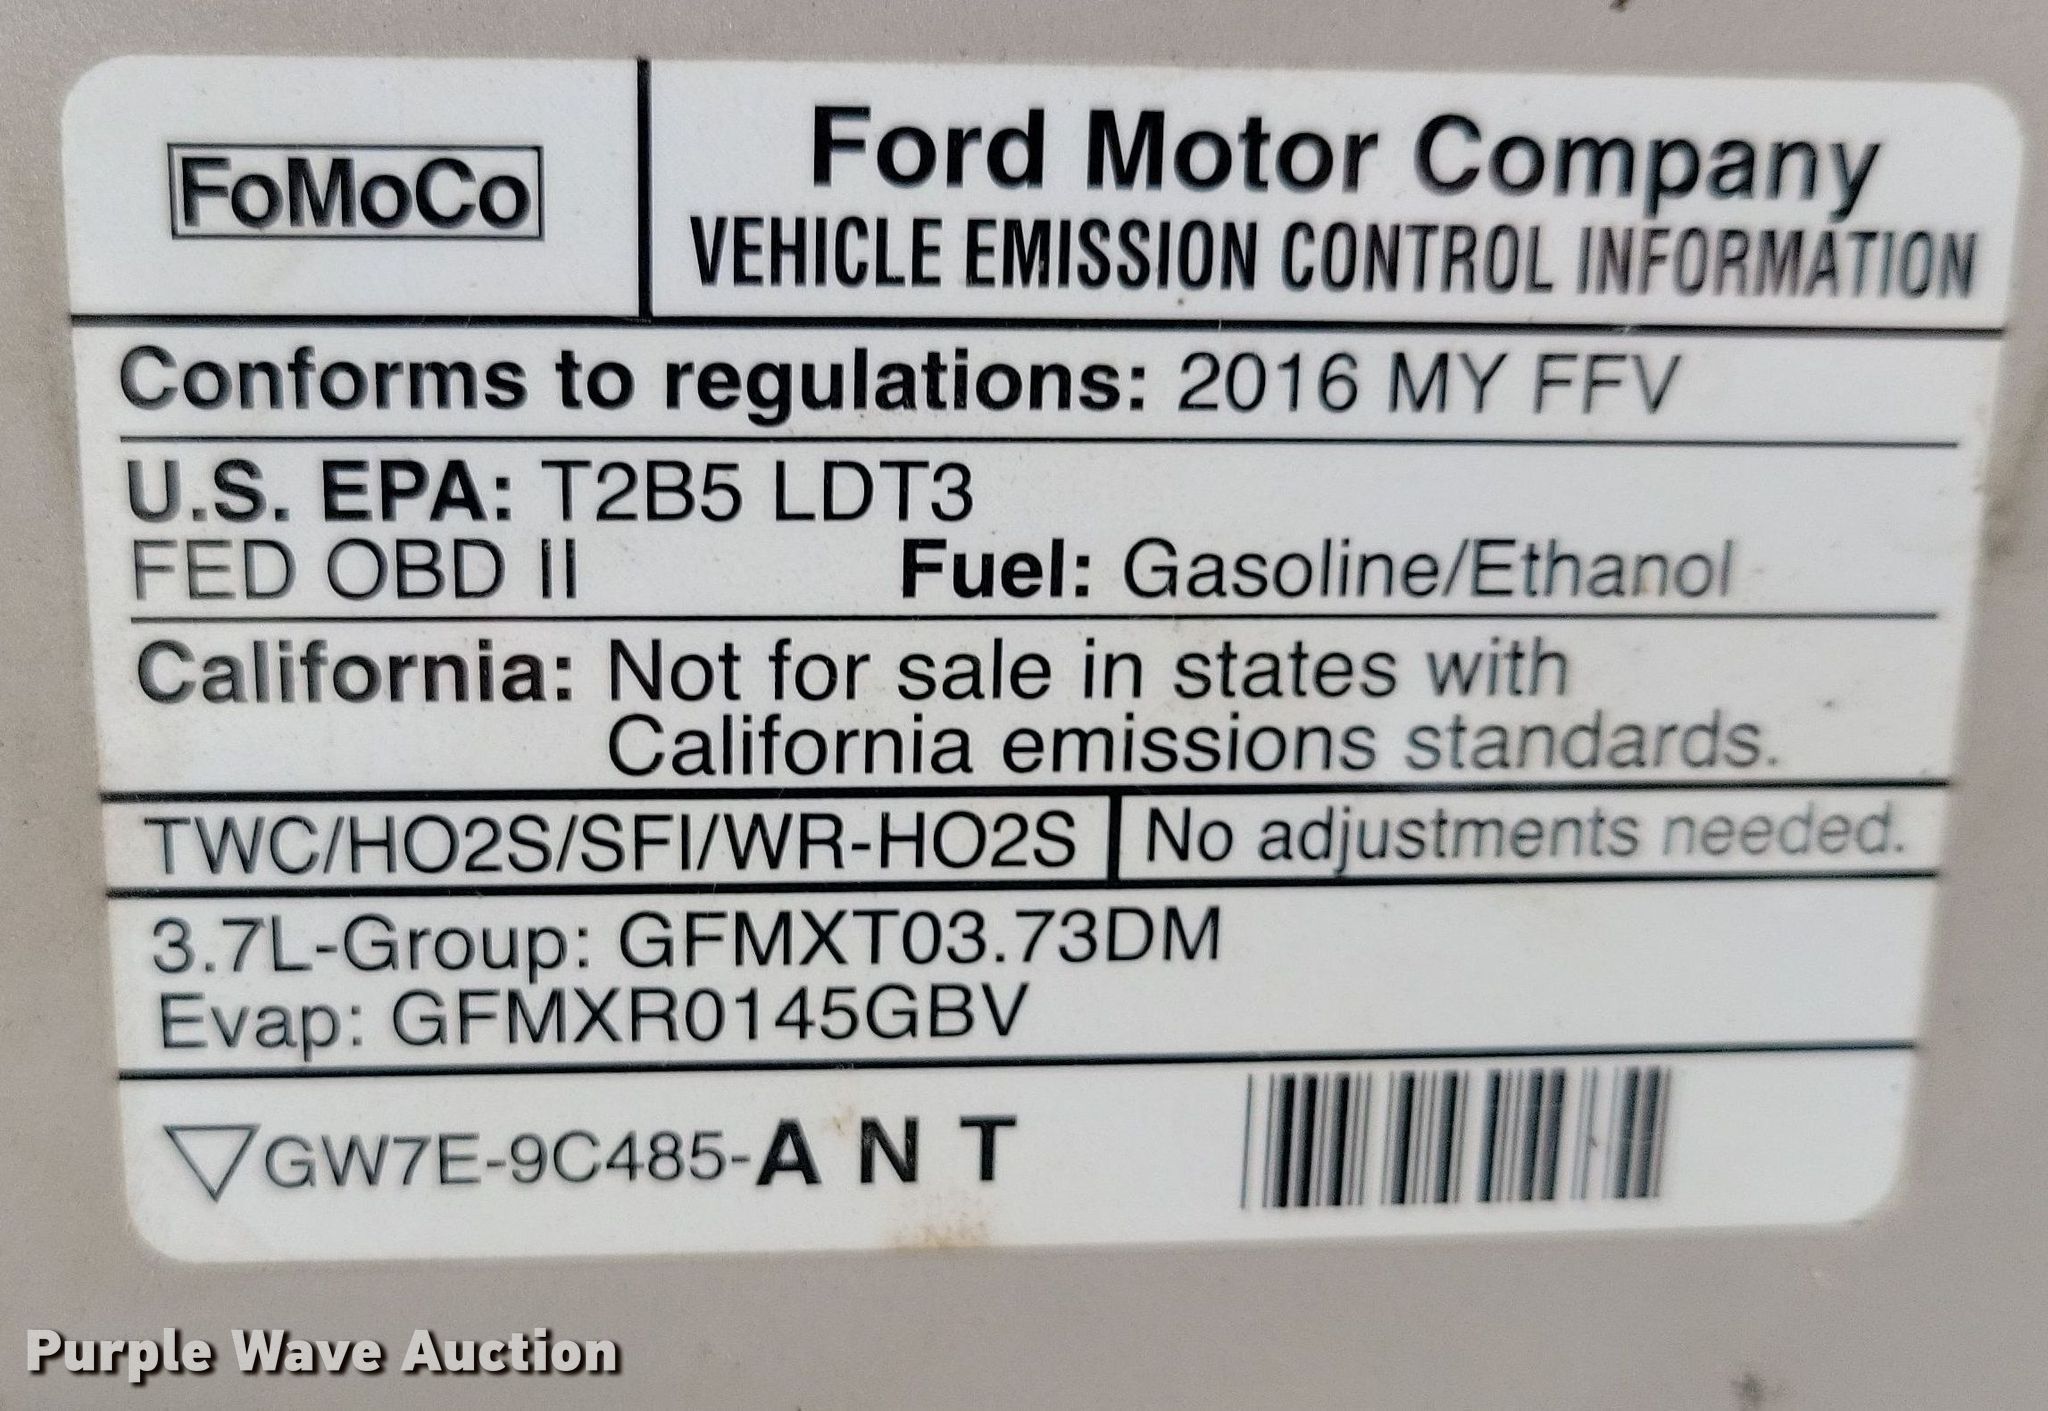 FoMoCo
Ford Motor Company
VEHICLE EMISSION CONTROL INFORMATION
Conforms to regulations: 2016 MY FFV
U.S. EPA: T2B5 LDT3
FED OBD II Fuel: Gasoline/Ethanol
California: Not for sale in states with
California emissions standards.
TWC/HO2S/SFI/WR-HO2S No adjustments needed.
3.7L-Group: GFMXT03.73DM
Evap: GFMXR0145GBV
GW7E-9C485-A N T
Purple Wave Auction